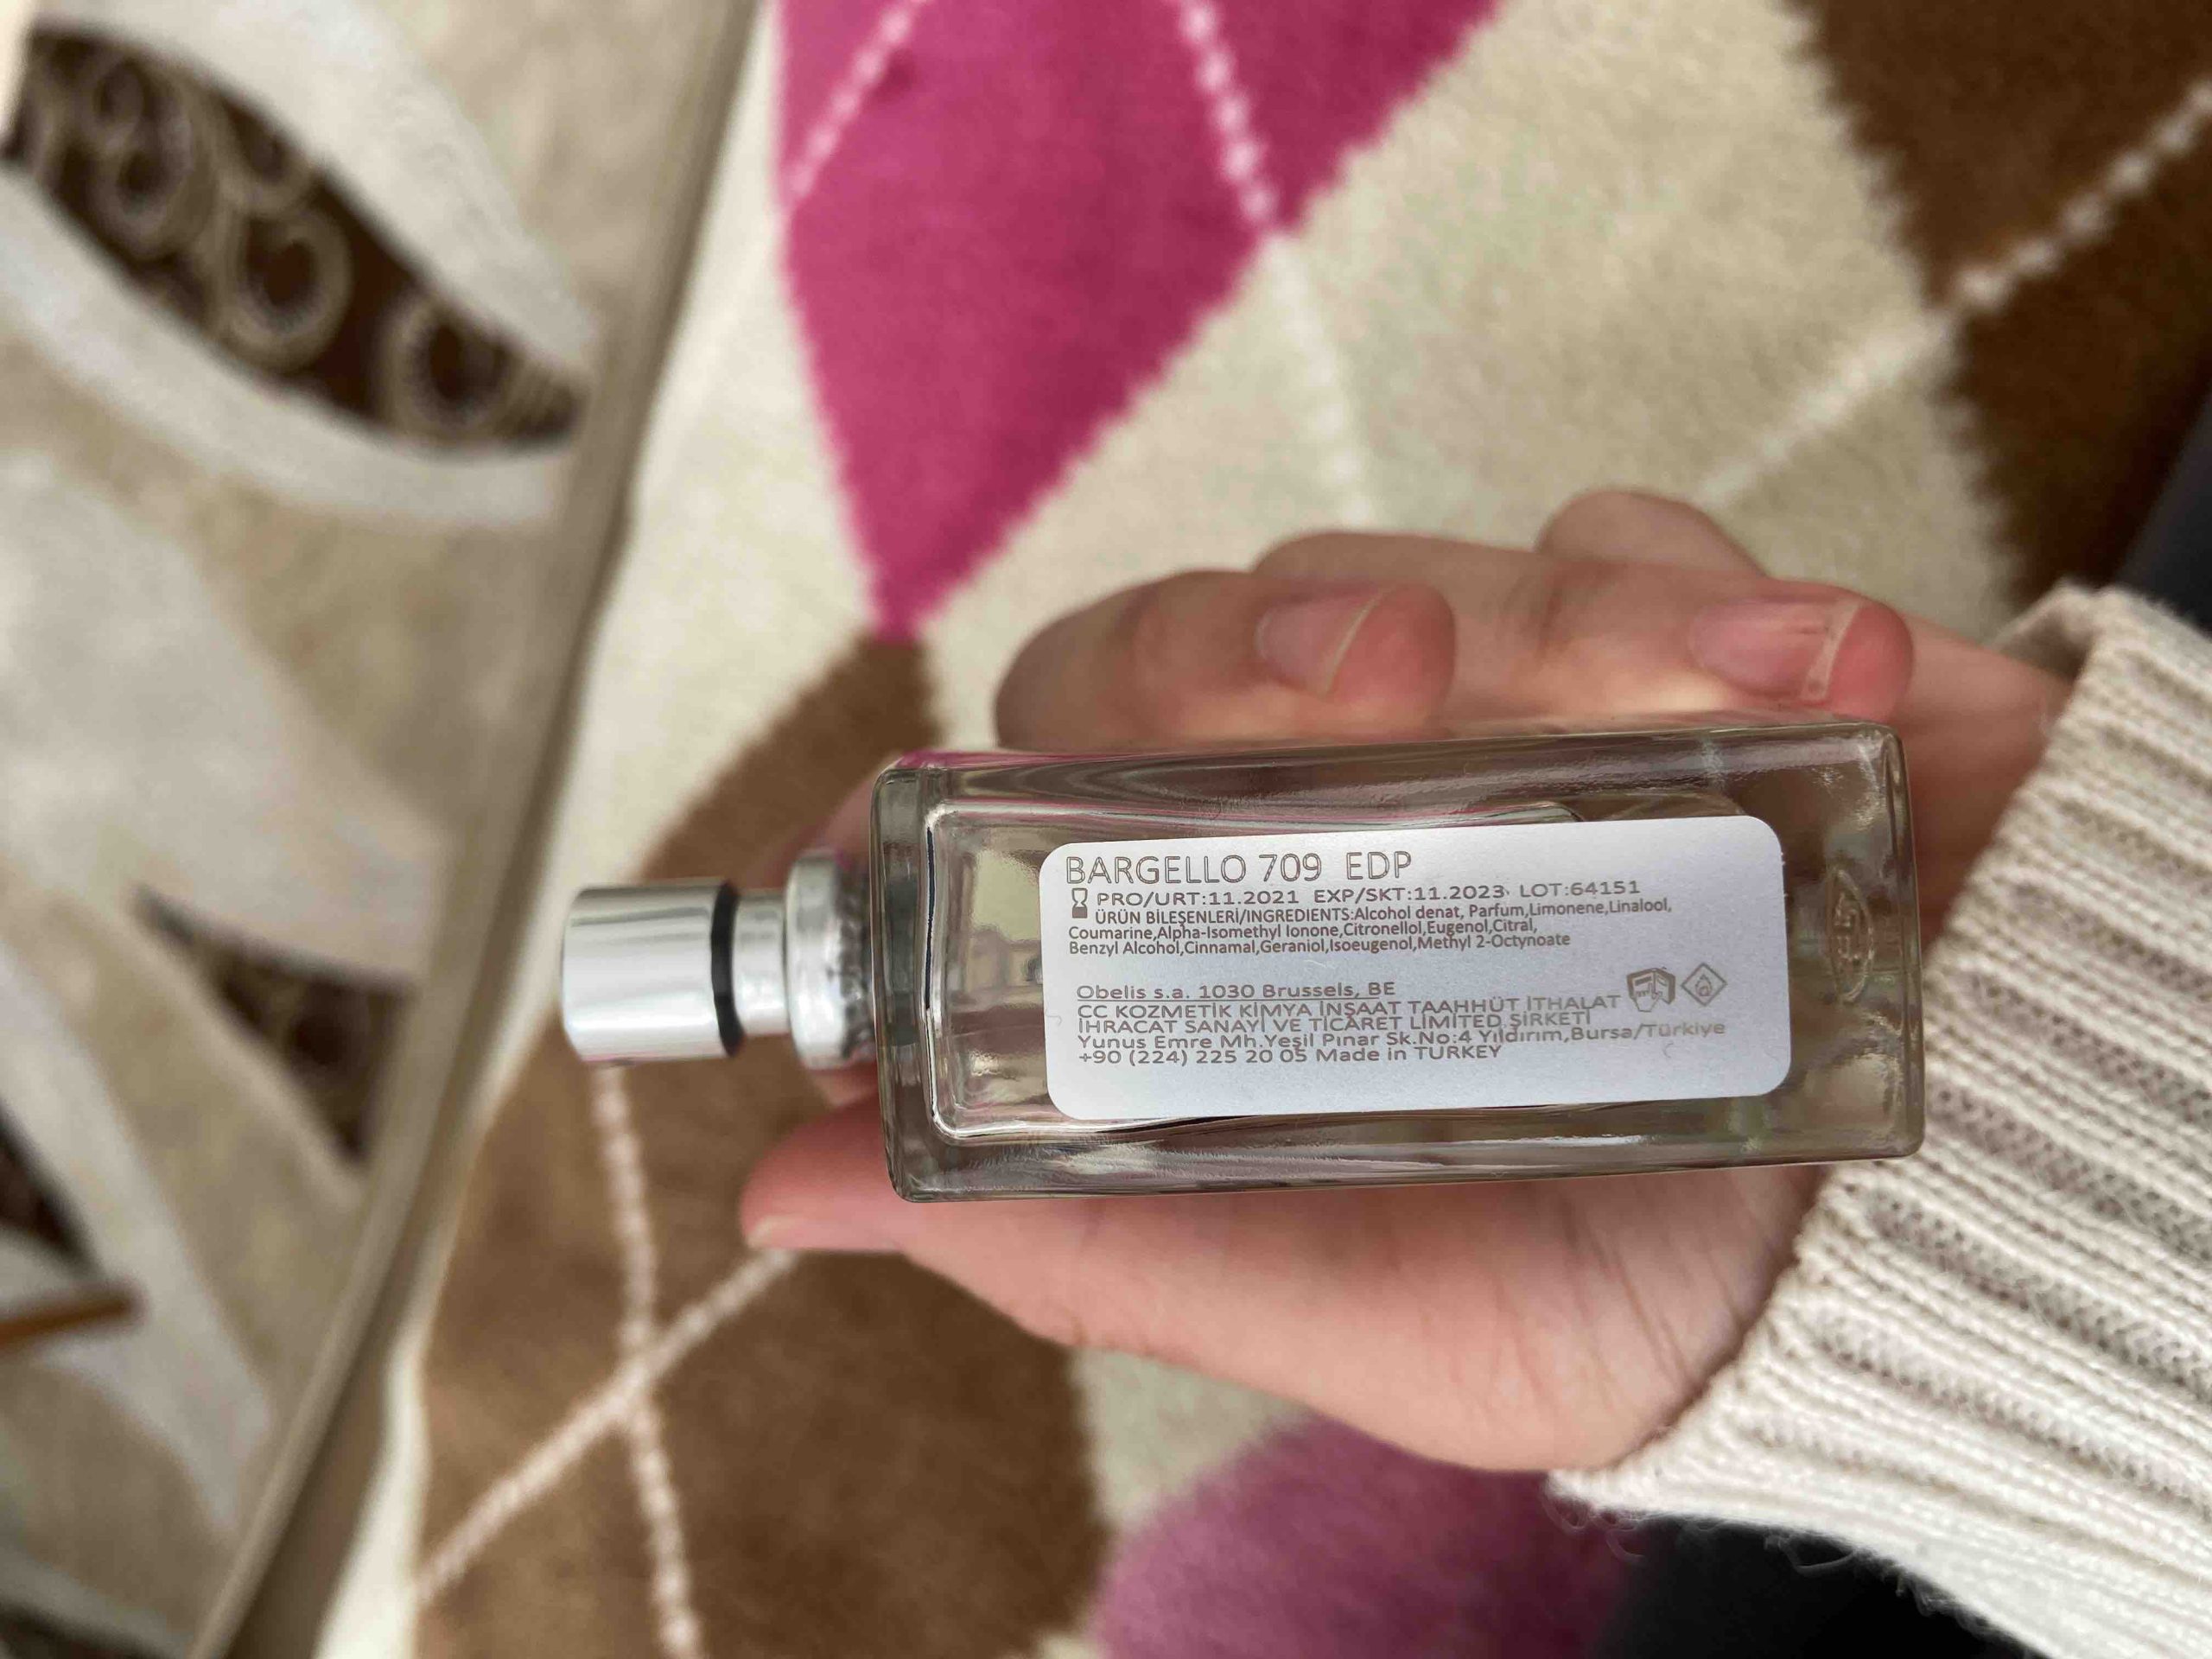 BARGELLO 709 EDP
PRO/URT:11.2021 EXP/SKT:11.2023 LOT:64151
ÜRÜN BİLEŞENLERİ/INGREDIENTS:Alcohol denat, Parfum,Limonene,Linalool,
Coumarine,Alpha-Isomethyl Ionone,Citronellol,Eugenol,Citral,
Benzyl Alcohol,Cinnamal,Geraniol,Isoeugenol,Methyl 2-Octynoate
Obelis s.a. 1030 Brussels, BE
CC KOZMETİK KİMYA İNŞAAT TAAHHÜT İTHALAT
İHRACAT SANAYİ VE TİCARET LİMİTED ŞİRKETİ
Yunus Emre Mh.Yeşil Pınar Sk.No:4 Yıldırım,Bursa/Türkiye
+90 (224) 225 20 05 Made in TURKEY